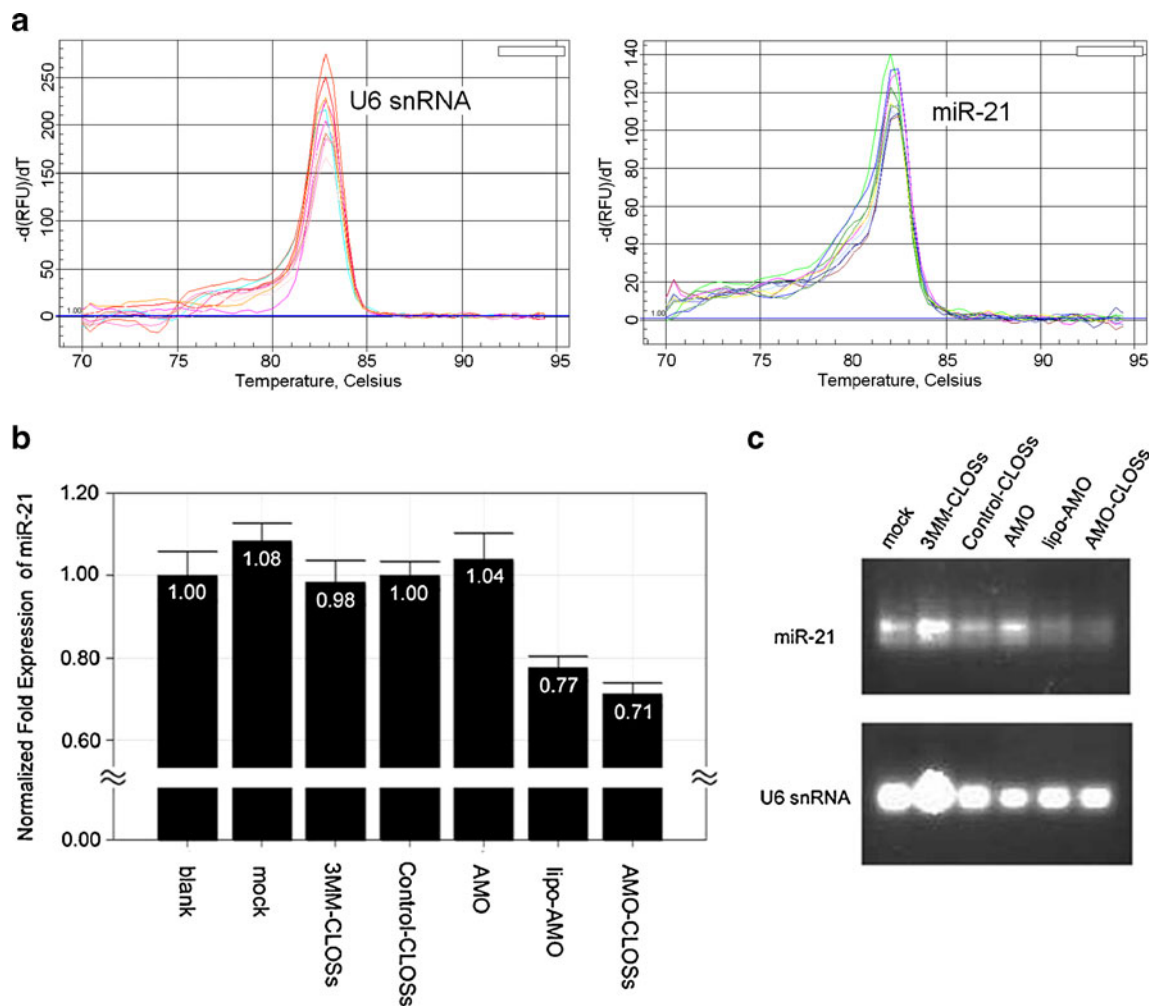 a
U6 snRNA
-d(RFU)/dT
250
200
150
100
50
0
1.00
70
75
80
85
90
95
Temperature, Celsius
miR-21
-d(RFU)/dT
140
120
100
80
60
40
20
0
1.00
70
75
80
85
90
95
Temperature, Celsius
b
Normalized Fold Expression of miR-21
1.20
1.00
0.80
0.60
0.00
1.00
1.08
0.98
1.00
1.04
0.77
0.71
blank
mock
3MM-CLOSs
Control-CLOSs
AMO
lipo-AMO
AMO-CLOSs
c
mock
3MM-CLOSs
Control-CLOSs
AMO
lipo-AMO
AMO-CLOSs
miR-21
U6 snRNA